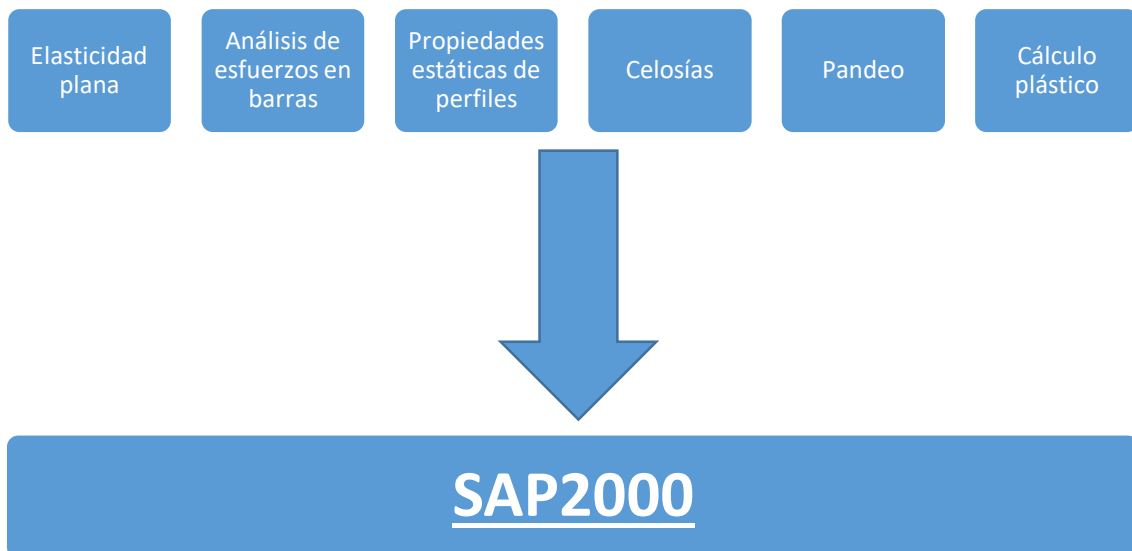 Elasticidad
plana
Análisis de
esfuerzos en
barras
Propiedades
estáticas de
perfiles
Celosías
Pandeo
Cálculo
plástico
SAP2000